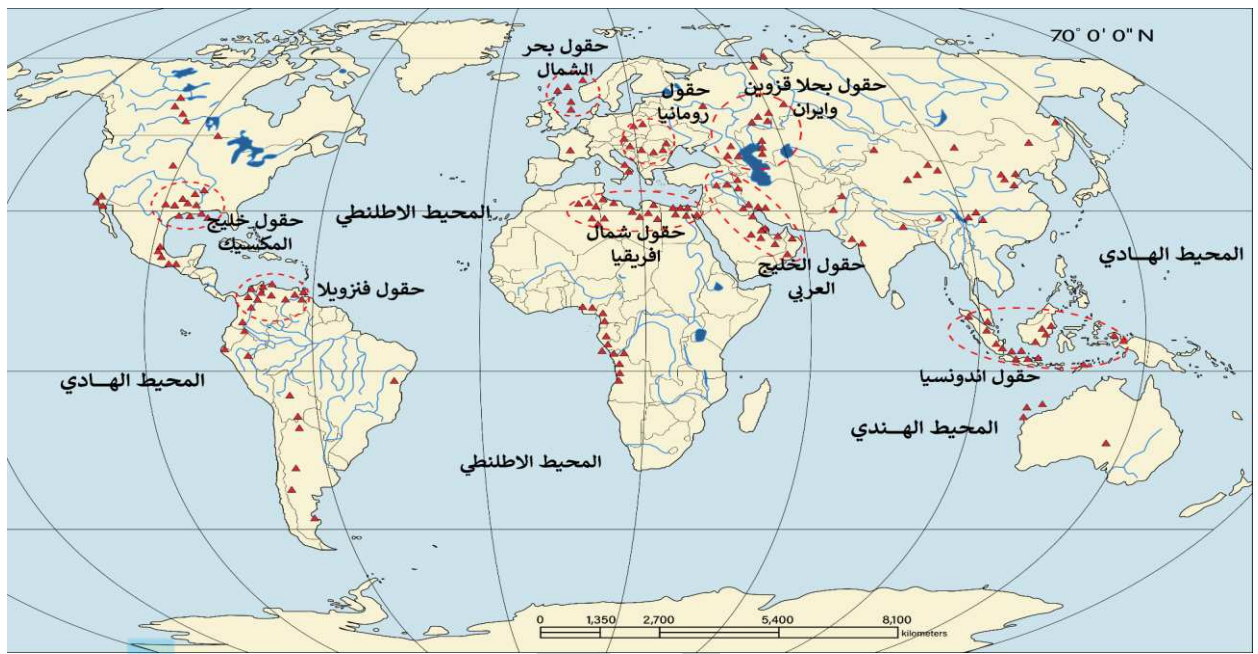 70° 0' 0" N
حقول بحر
الشمال
حقول بحلا قزوين
وايران
حقول
رومانيا
المحيط الاطلنطي
حقول خليج
المكسيك
حقول شمال
افريقيا
حقول الخليج
العربي
المحيط الهــادي
حقول فنزويلا
المحيط الهــادي
حقول اندونسيا
المحيط الهــندي
المحيط الاطلنطي
0 1,350 2,700 5,400 8,100
kilometers